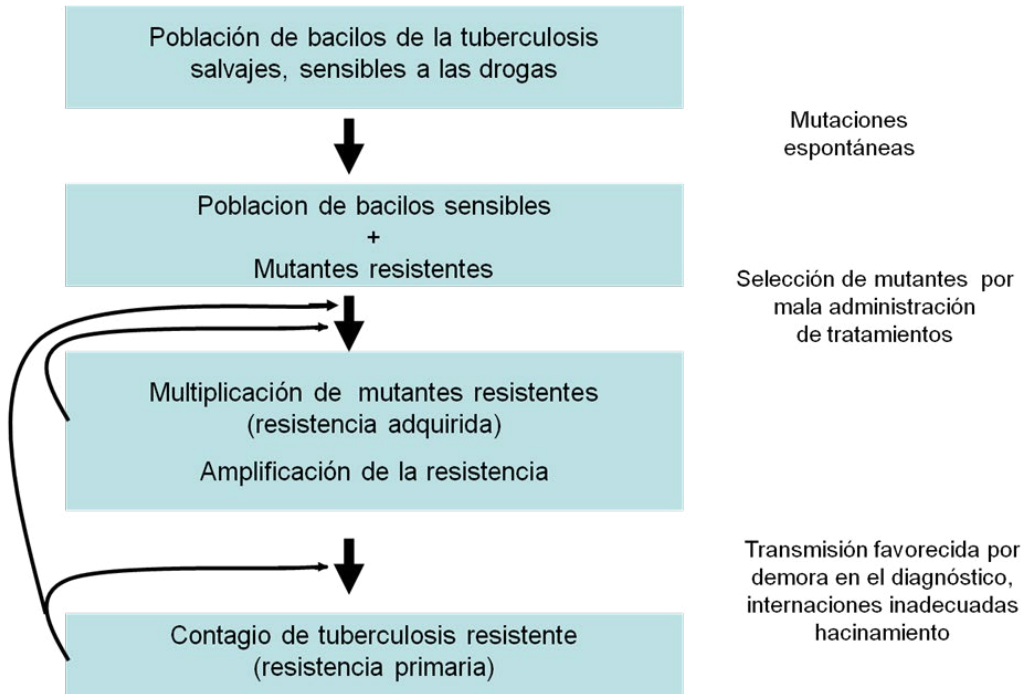 Población de bacilos de la tuberculosis
salvajes, sensibles a las drogas
Mutaciones
espontáneas
Poblacion de bacilos sensibles
+
Mutantes resistentes
Selección de mutantes por
mala administración
de tratamientos
Multiplicación de mutantes resistentes
(resistencia adquirida)
Amplificación de la resistencia
Transmisión favorecida por
demora en el diagnóstico,
internaciones inadecuadas
hacinamiento
Contagio de tuberculosis resistente
(resistencia primaria)